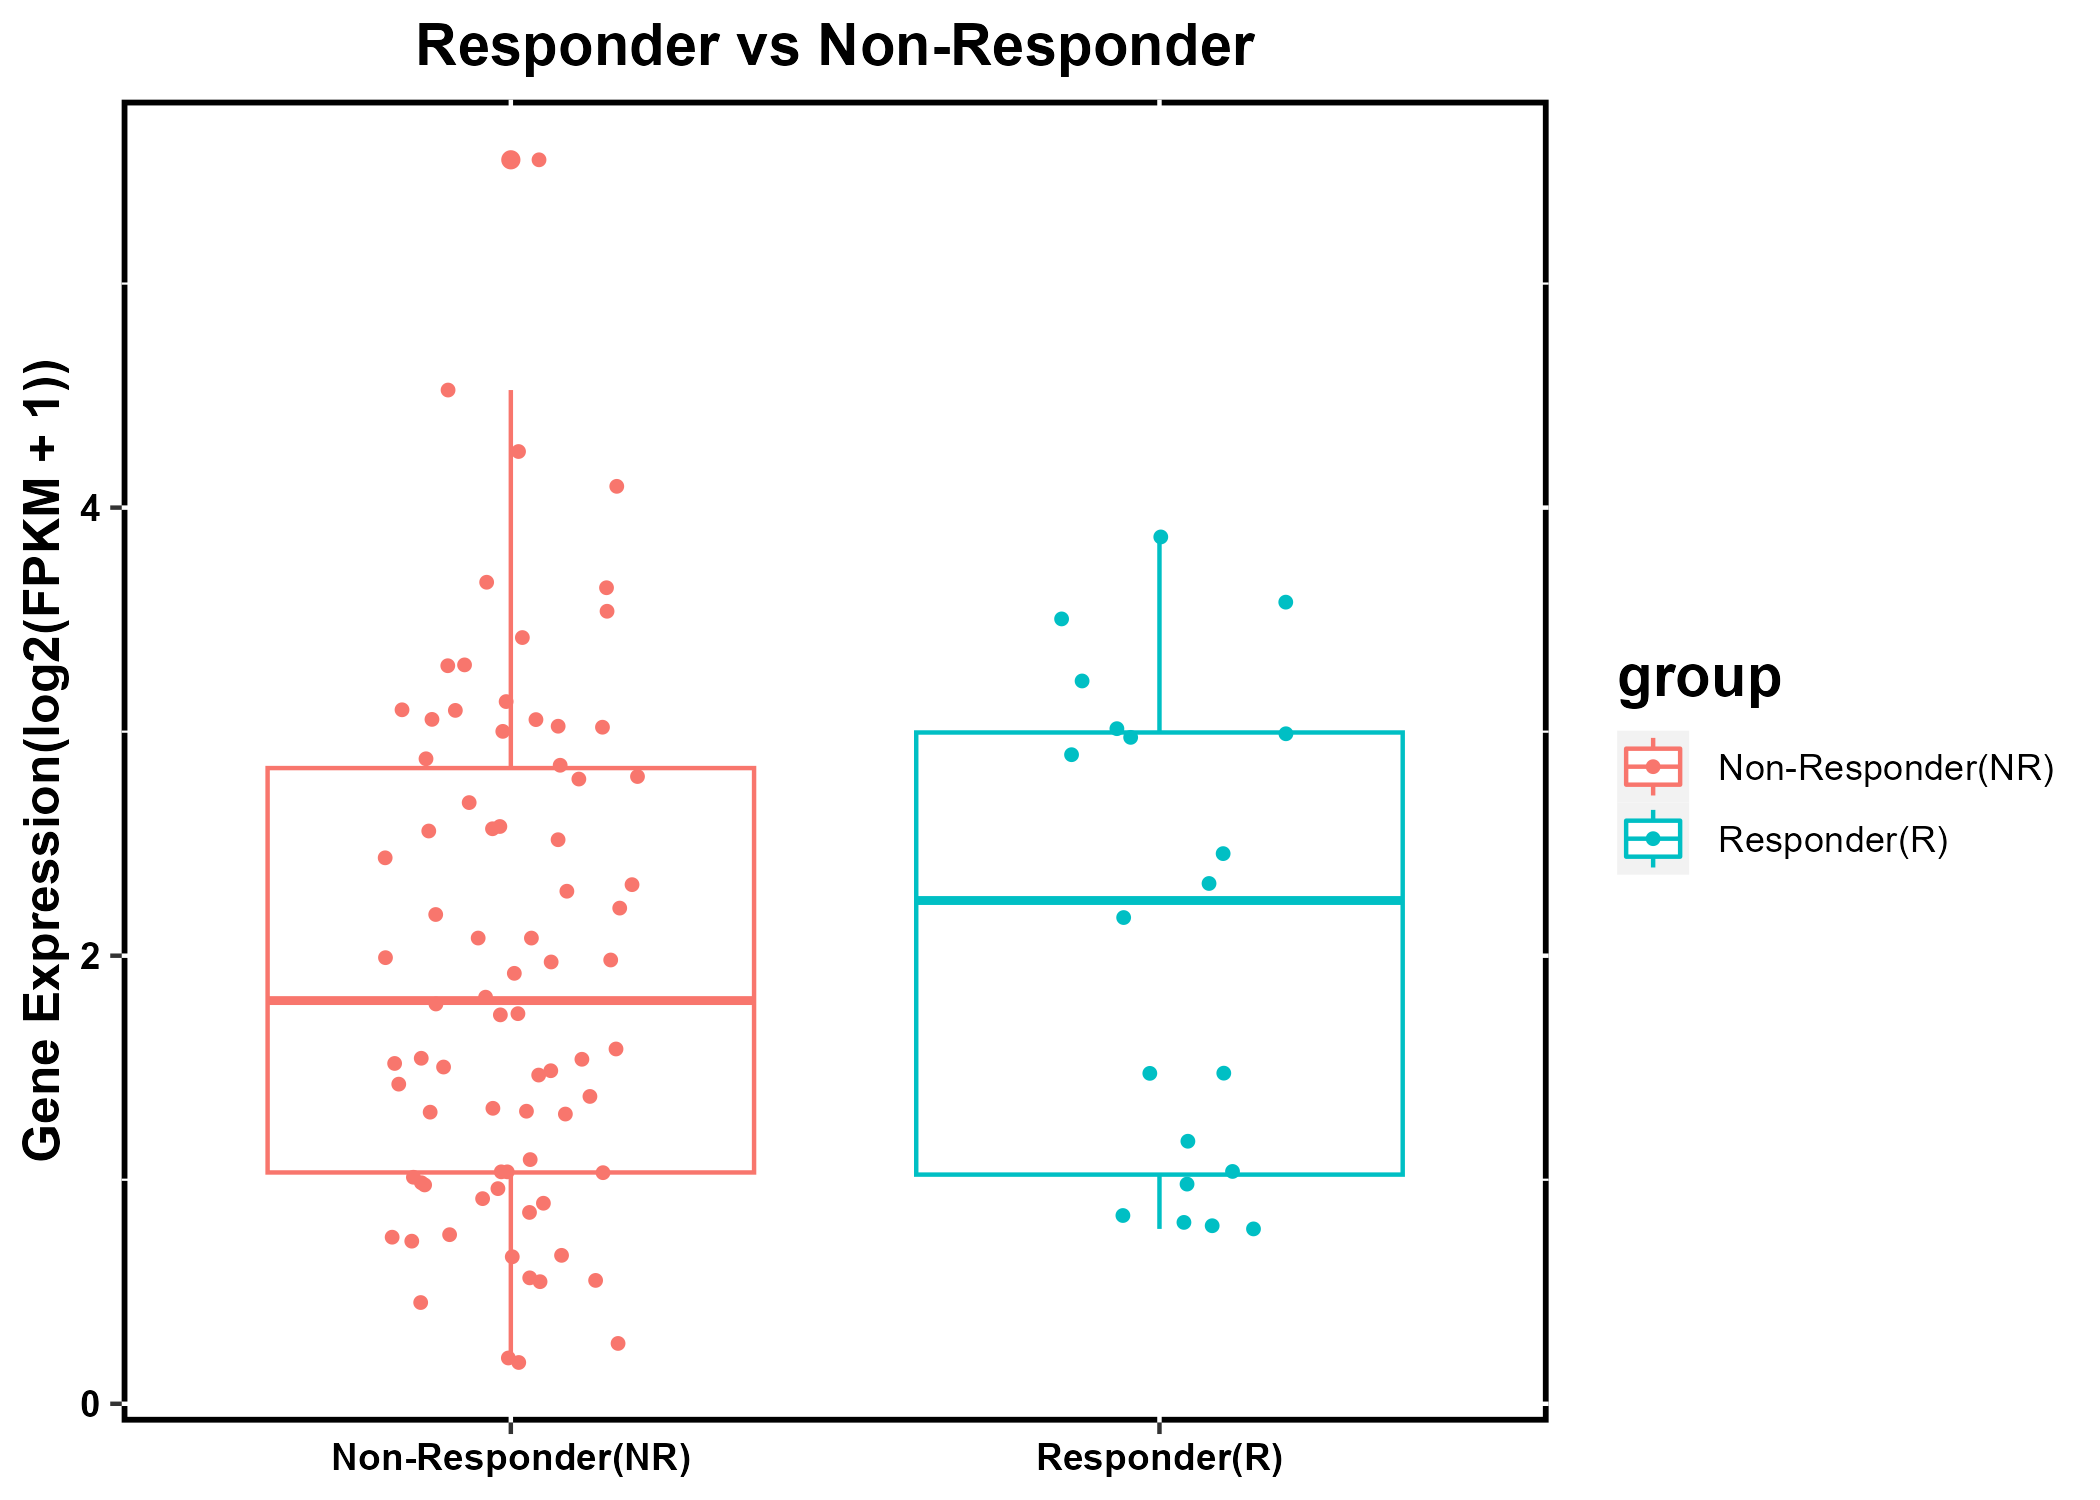 Responder vs Non-Responder
Gene Expression(log2(FPKM + 1))
4
2
0
Non-Responder(NR)
Responder(R)
group
Non-Responder(NR)
Responder(R)